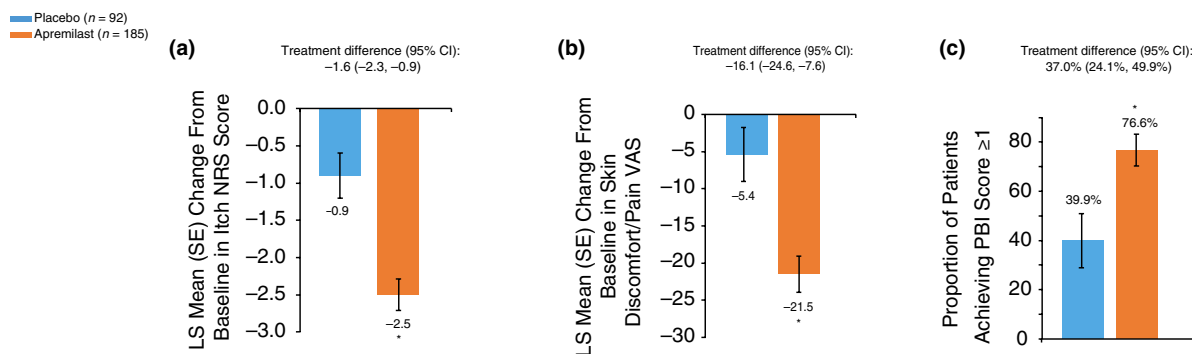 Placebo (n = 92)
Apremilast (n = 185)
(a)
Treatment difference (95% CI):
–1.6 (–2.3, –0.9)
LS Mean (SE) Change From
Baseline in Itch NRS Score
0.0
–0.5
–1.0
–1.5
–2.0
–2.5
–3.0
–0.9
–2.5
*
(b)
Treatment difference (95% CI):
–16.1 (–24.6, –7.6)
LS Mean (SE) Change From
Baseline in Skin
Discomfort/Pain VAS
0
–5
–10
–15
–20
–25
–30
–5.4
–21.5
*
(c)
Treatment difference (95% CI):
37.0% (24.1%, 49.9%)
Proportion of Patients
Achieving PBI Score ≥1
80
60
40
20
0
39.9%
*
76.6%